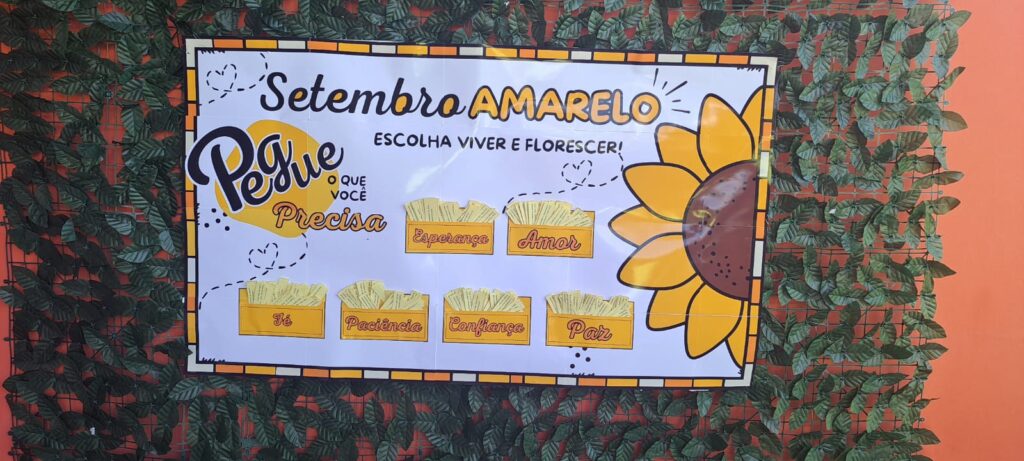 Setembro AMARELO
ESCOLHA VIVER E FLORESCER!
Pegue
O QUE
VOCÊ
Precisa
Esperança
Amor
Fé
Paciência
Confiança
Paz